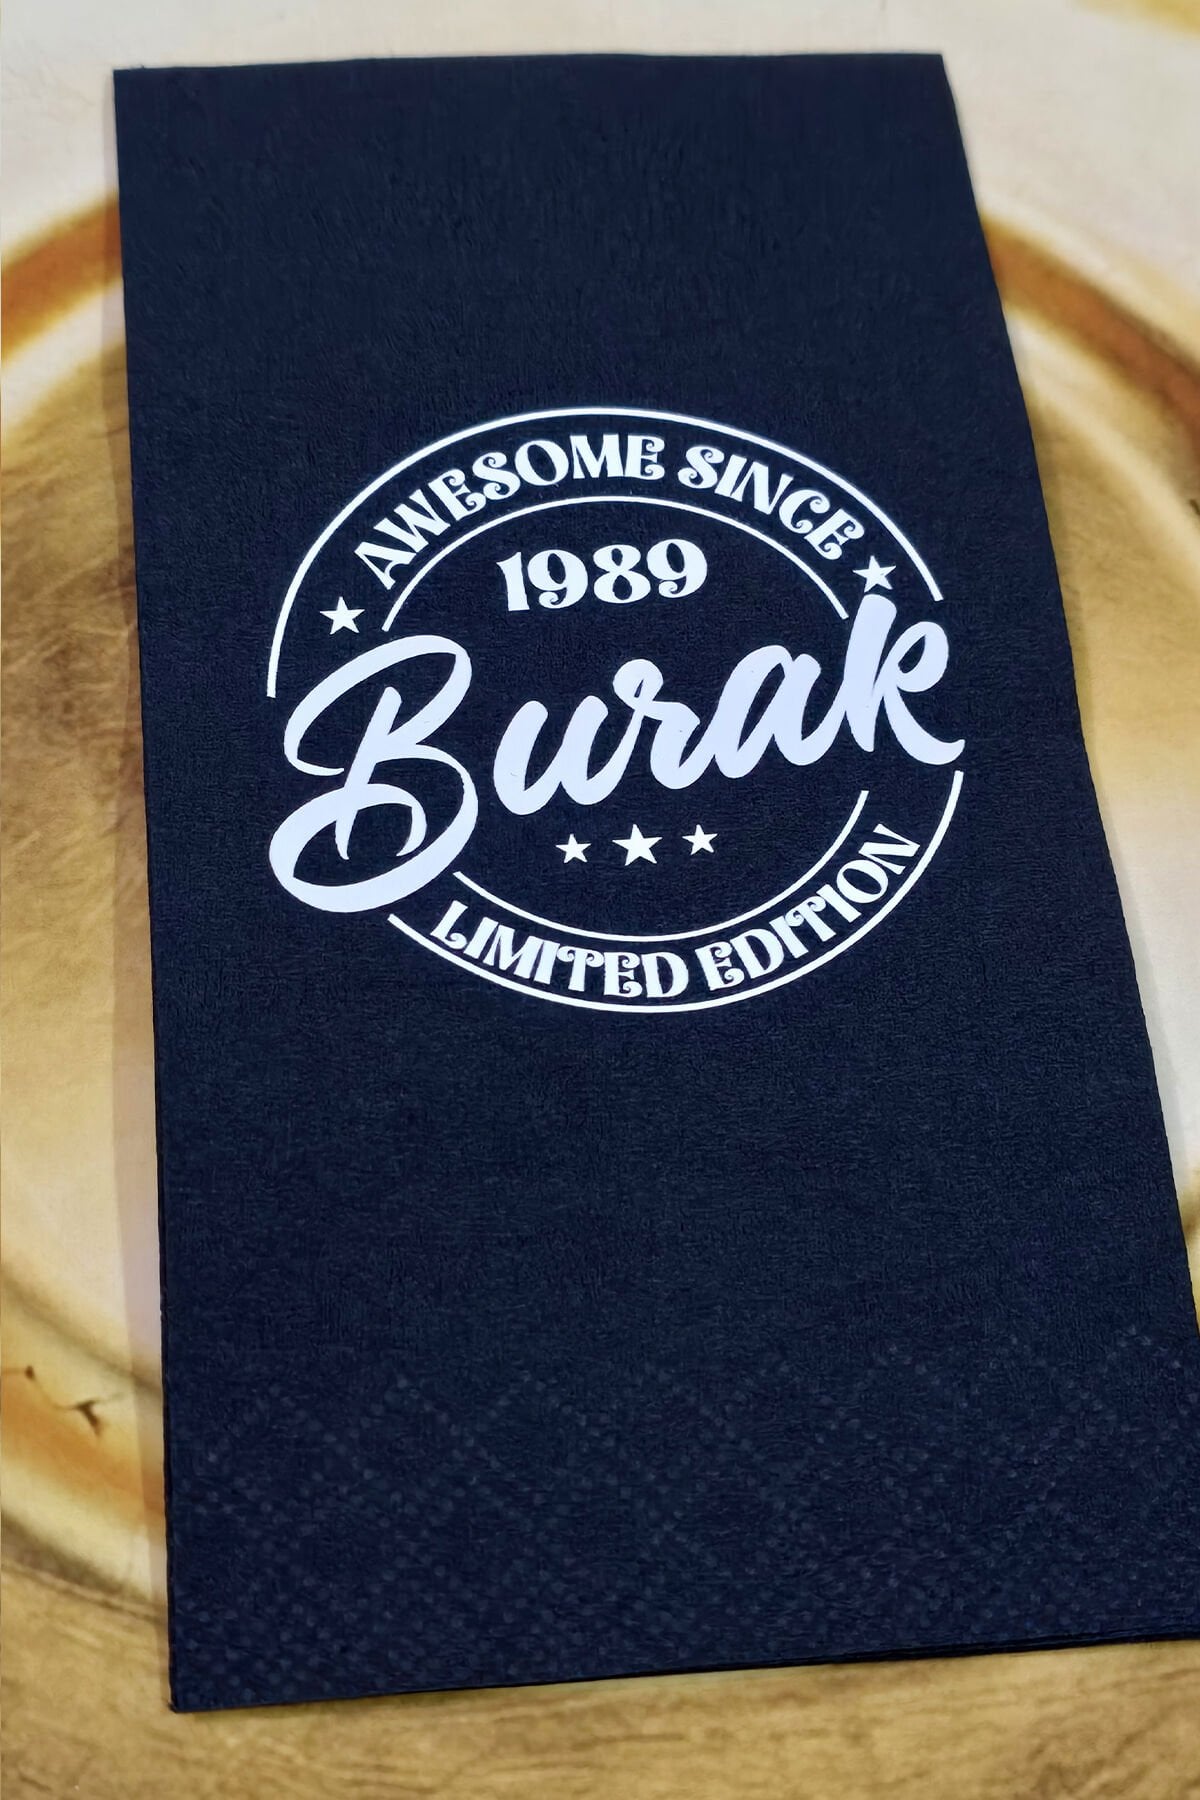 AWESOME SINCE
1989
Burak
LIMITED EDITION